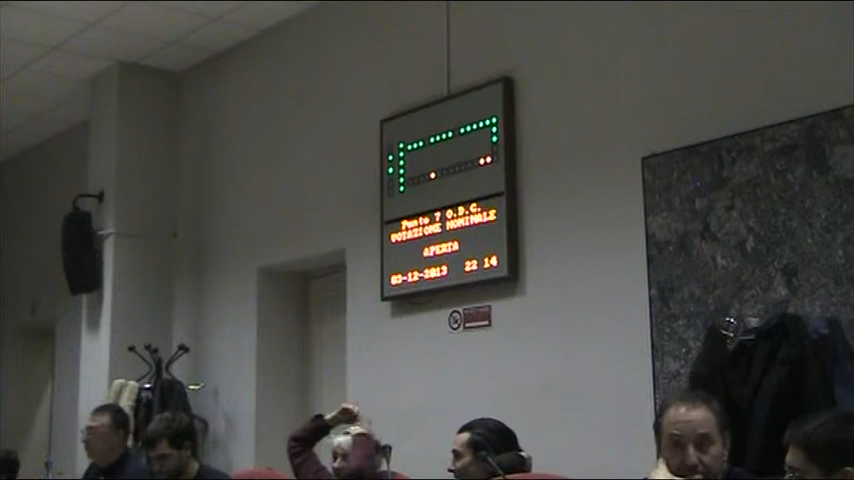 Punto 7 O.D.G.
VOTAZIONE NOMINALE
APERTA
03-12-2013 22 14